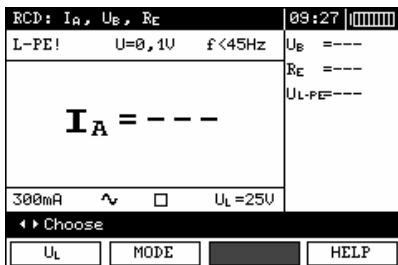 RCD: IA, UB, RE 09:27
L-PE! U=0,1V f<45Hz
UB =---
RE =---
UL-PE=---
IA = ---
300mA ∿ □ UL=25V
Choose
UL MODE HELP